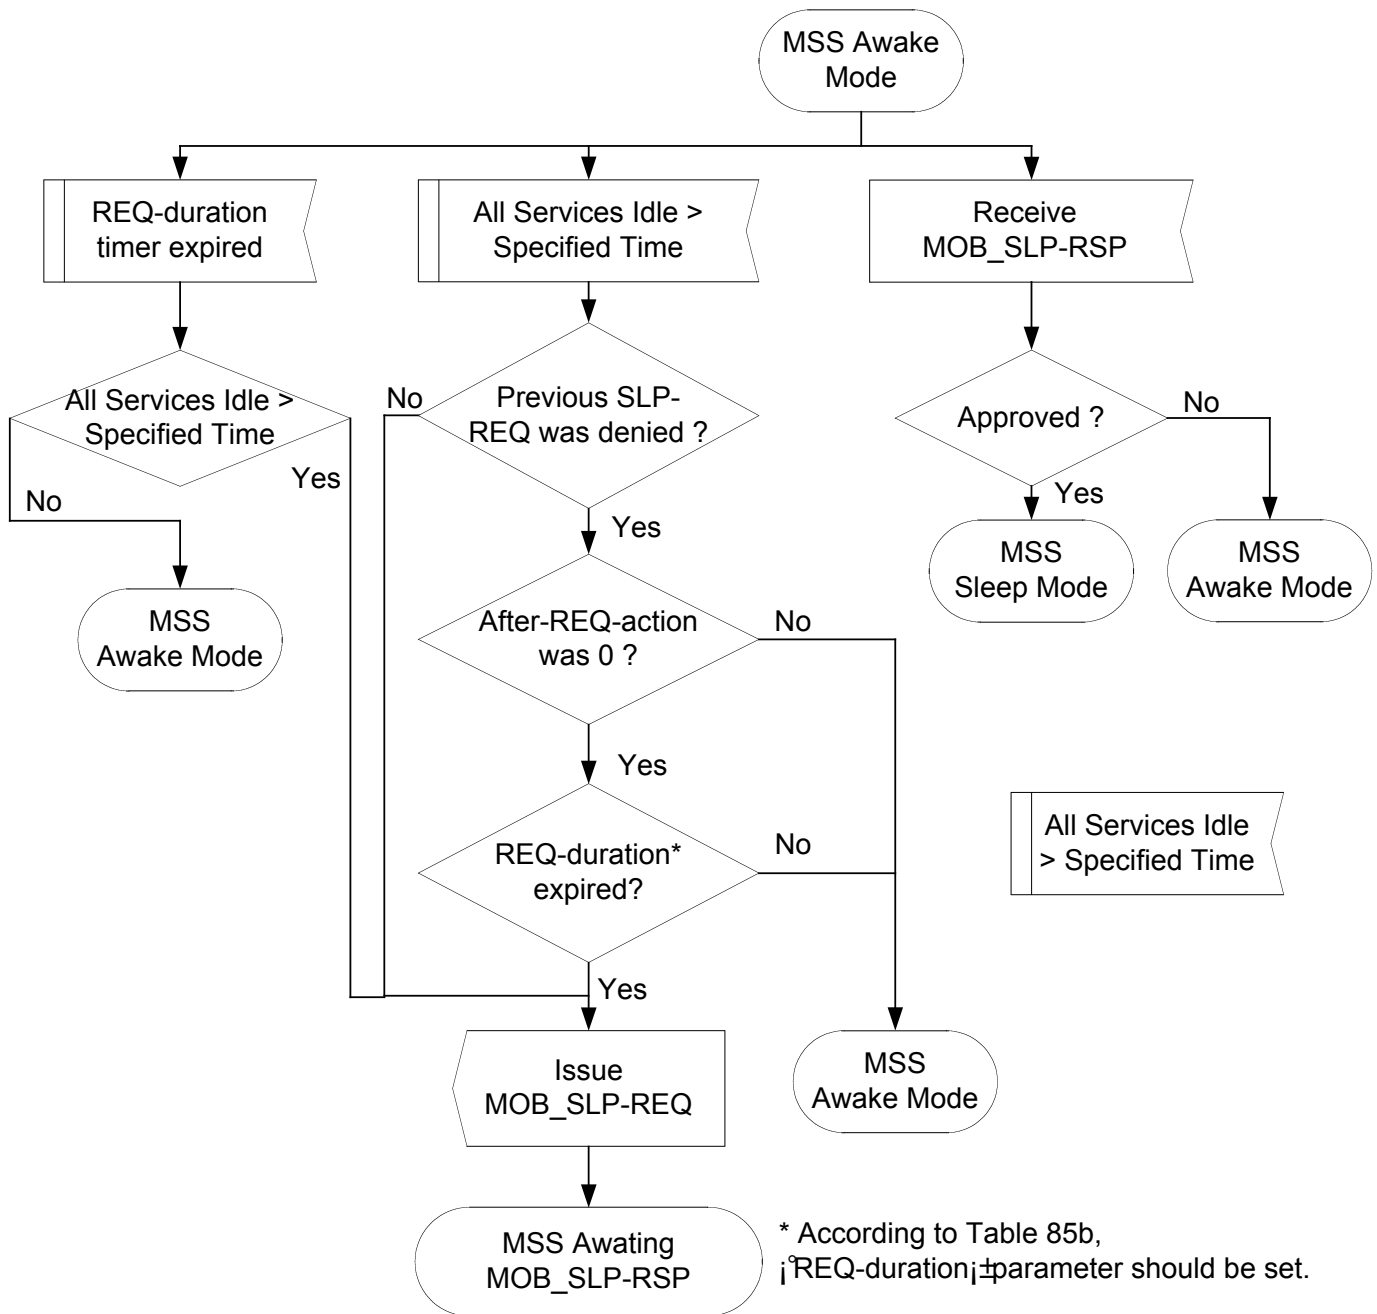 MSS Awake
Mode
REQ-duration
timer expired
All Services Idle >
Specified Time
Receive
MOB_SLP-RSP
All Services Idle >
Specified Time
No
Yes
MSS
Awake Mode
No
Previous SLP-
REQ was denied ?
Yes
Approved ?
No
Yes
MSS
Sleep Mode
MSS
Awake Mode
After-REQ-action
was 0 ?
No
Yes
REQ-duration*
expired?
No
Yes
All Services Idle
> Specified Time
Issue
MOB_SLP-REQ
MSS
Awake Mode
MSS Awating
MOB_SLP-RSP
* According to Table 85b,
¡°REQ-duration¡±parameter should be set.